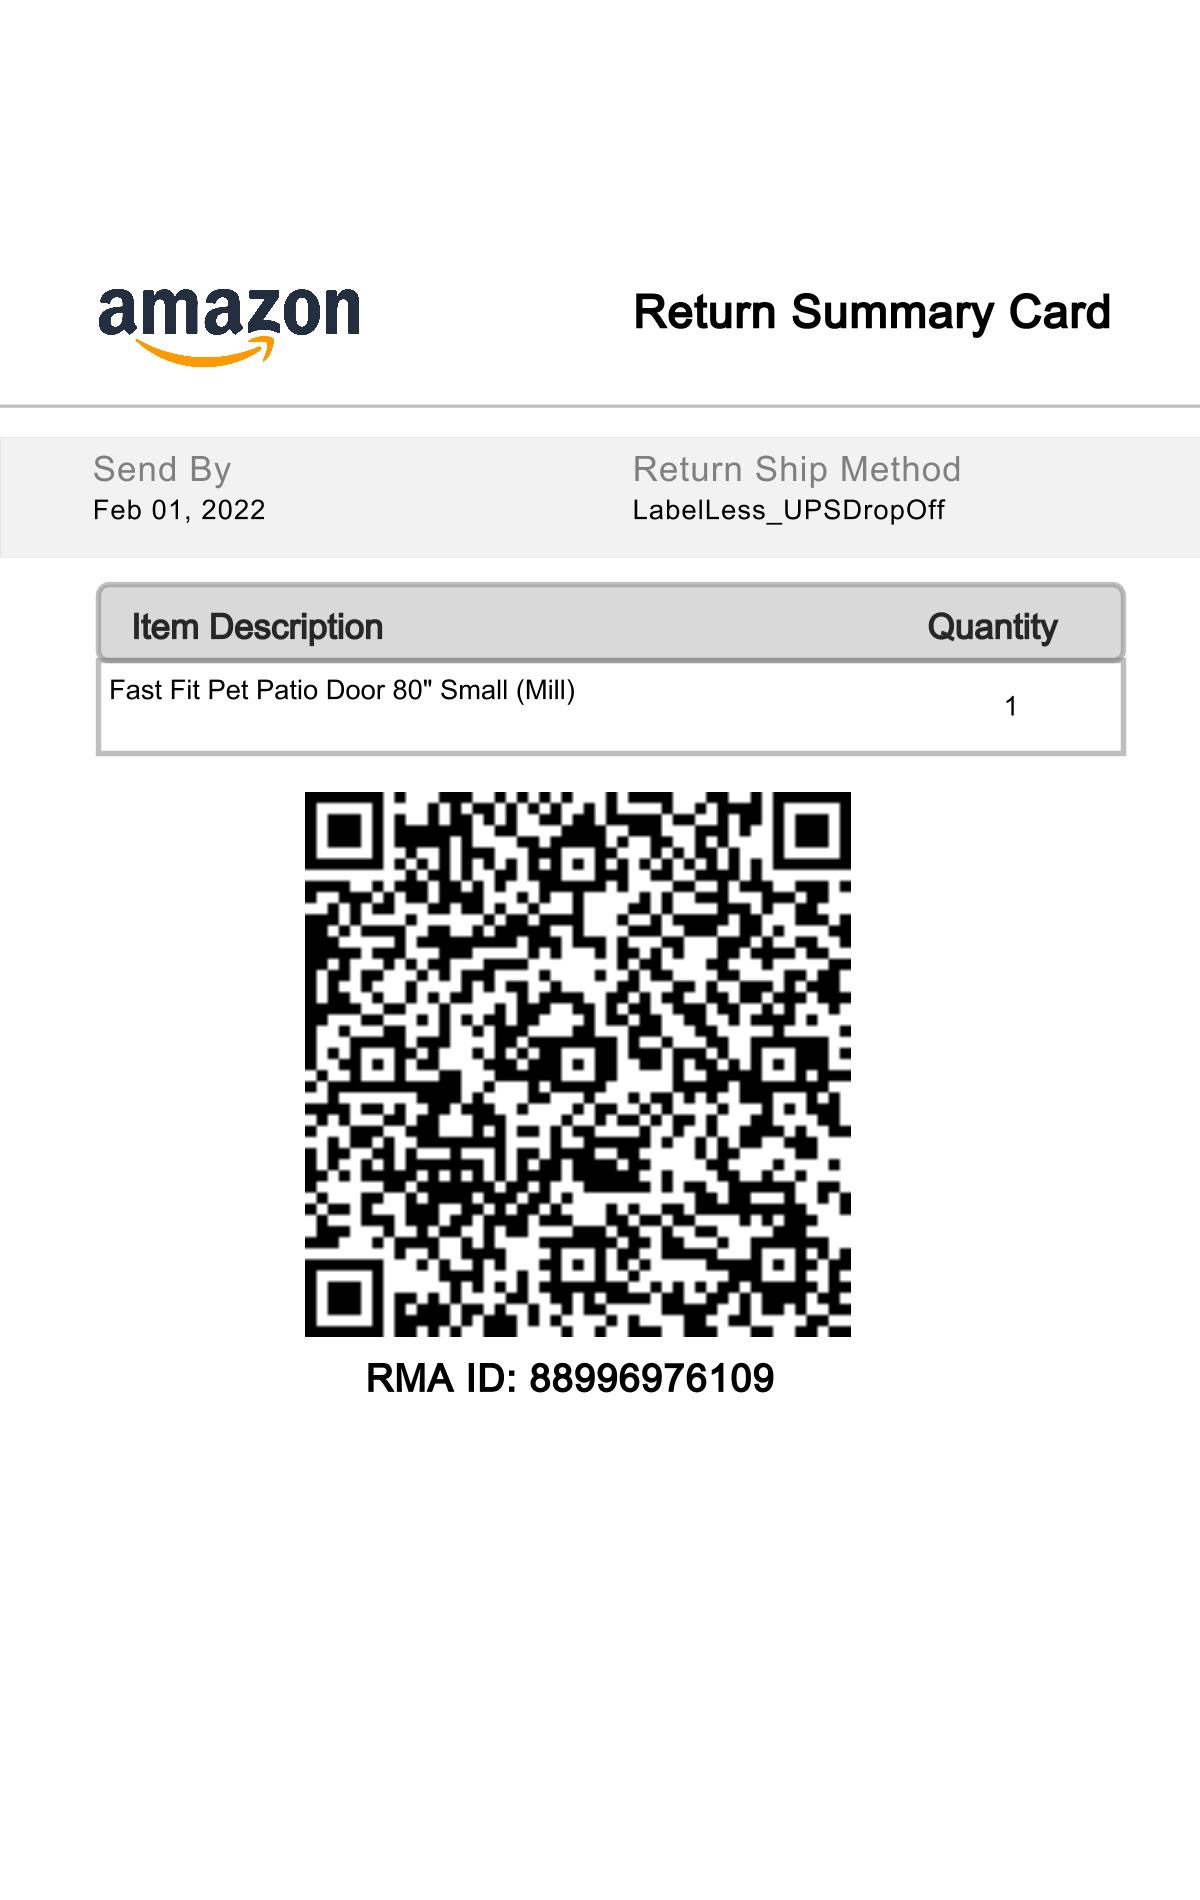 amazon
Return Summary Card
Send By
Return Ship Method
Feb 01, 2022
LabelLess_UPSDropOff
Item Description
Quantity
Fast Fit Pet Patio Door 80" Small (Mill)
1
RMA ID: 88996976109